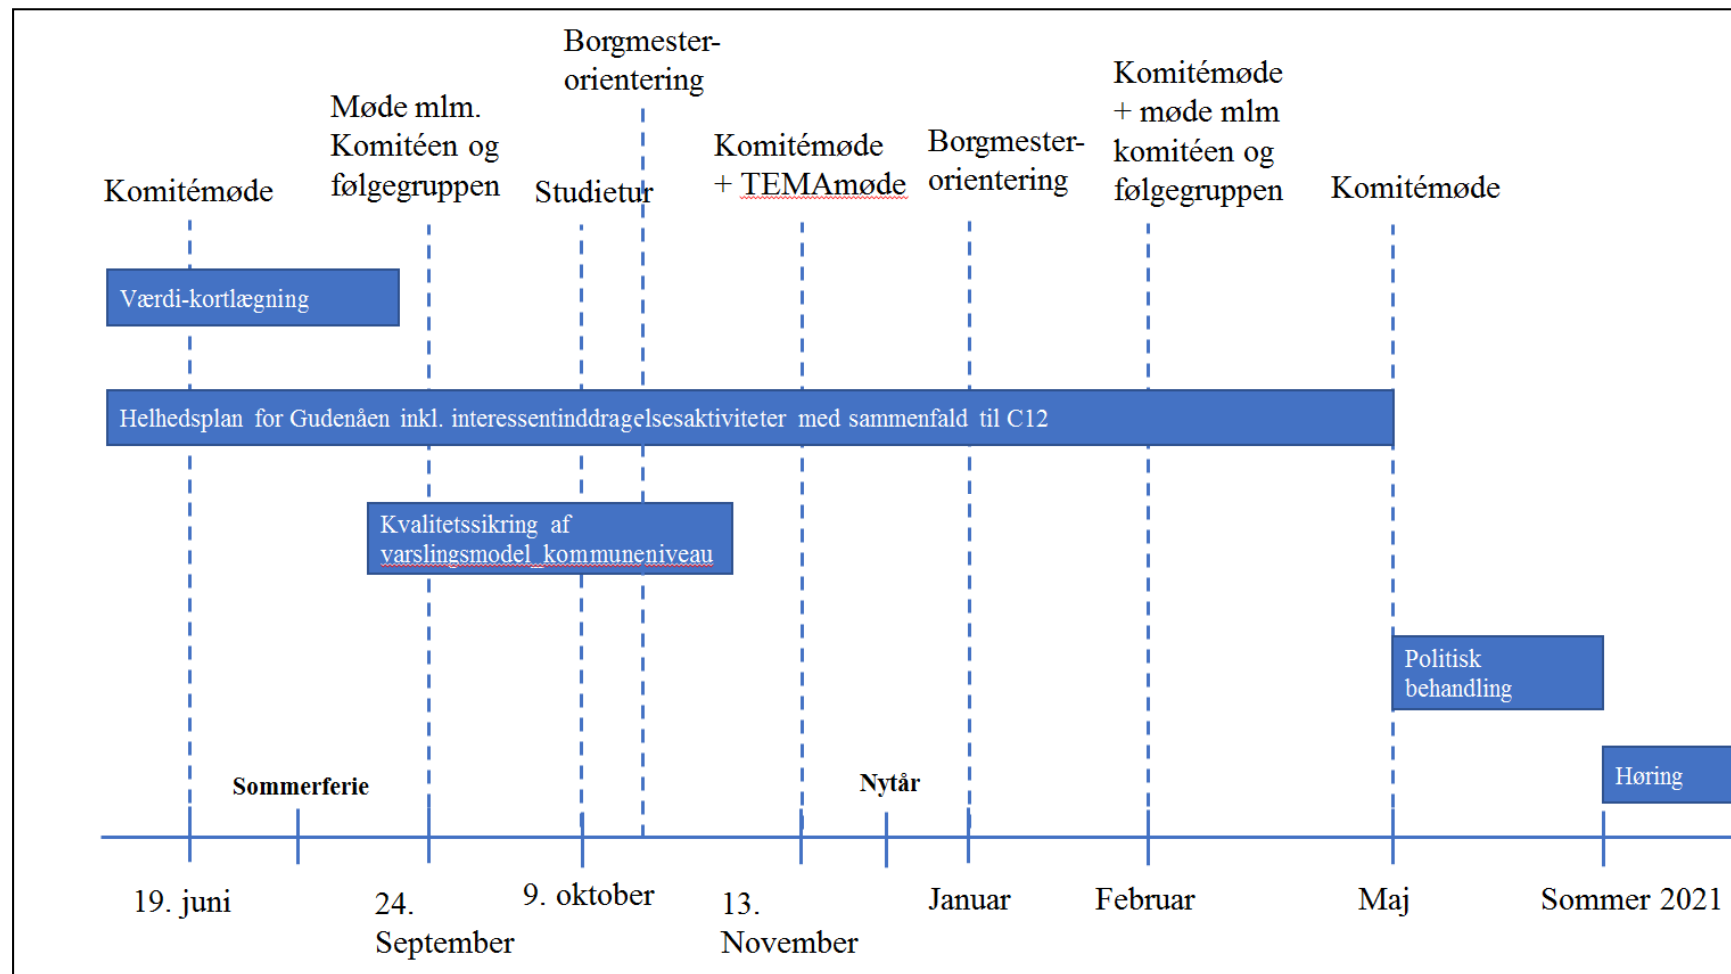 Borgmester-
orientering
Møde mlm.
Komitéen og
følgegruppen
Komitémøde
Studietur
Komitémøde
+ TEMAmøde
Borgmester-
orientering
Komitémøde
+ møde mlm
komitéen og
følgegruppen
Komitémøde
Værdi-kortlægning
Helhedsplan for Gudenåen inkl. interessentinddragelsesaktiviteter med sammenfald til C12
Kvalitetssikring af
varslingsmodel_kommuneniveau
Politisk
behandling
Høring
Sommerferie
Nytår
19. juni
24.
September
9. oktober
13.
November
Januar
Februar
Maj
Sommer 2021